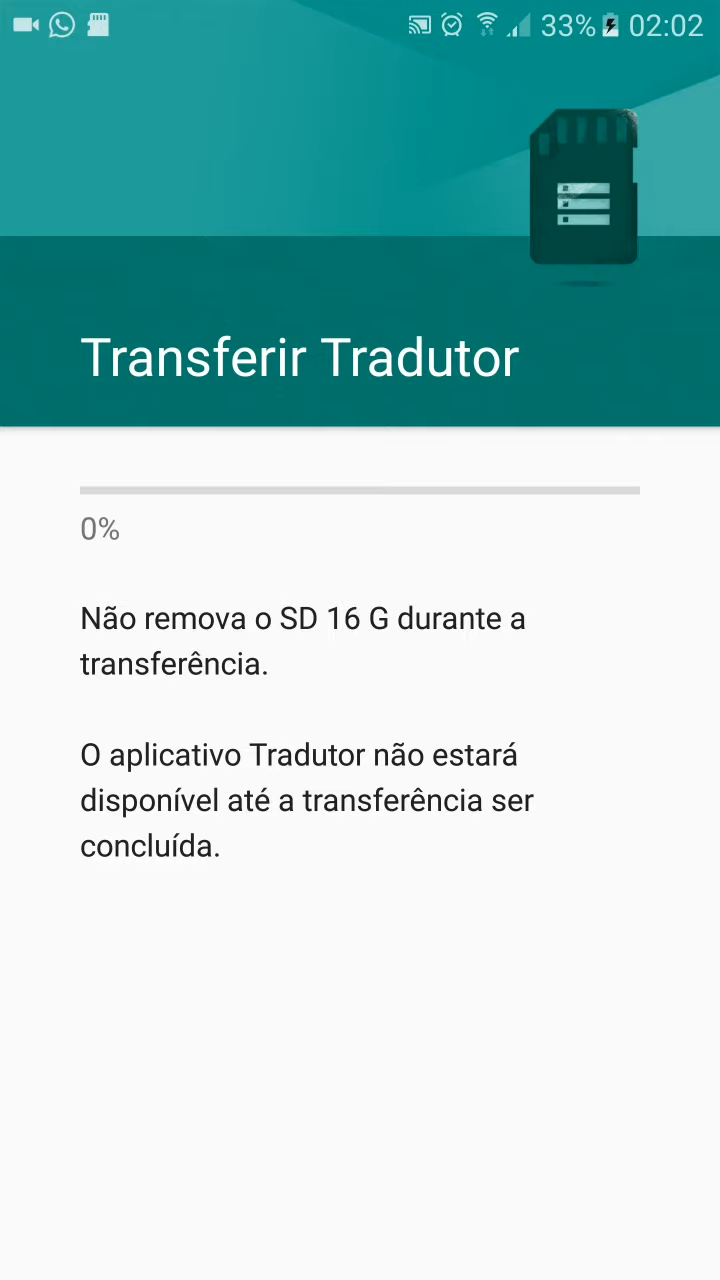 33% 02:02
Transferir Tradutor
0%
Não remova o SD 16 G durante a
transferência.
O aplicativo Tradutor não estará
disponível até a transferência ser
concluída.